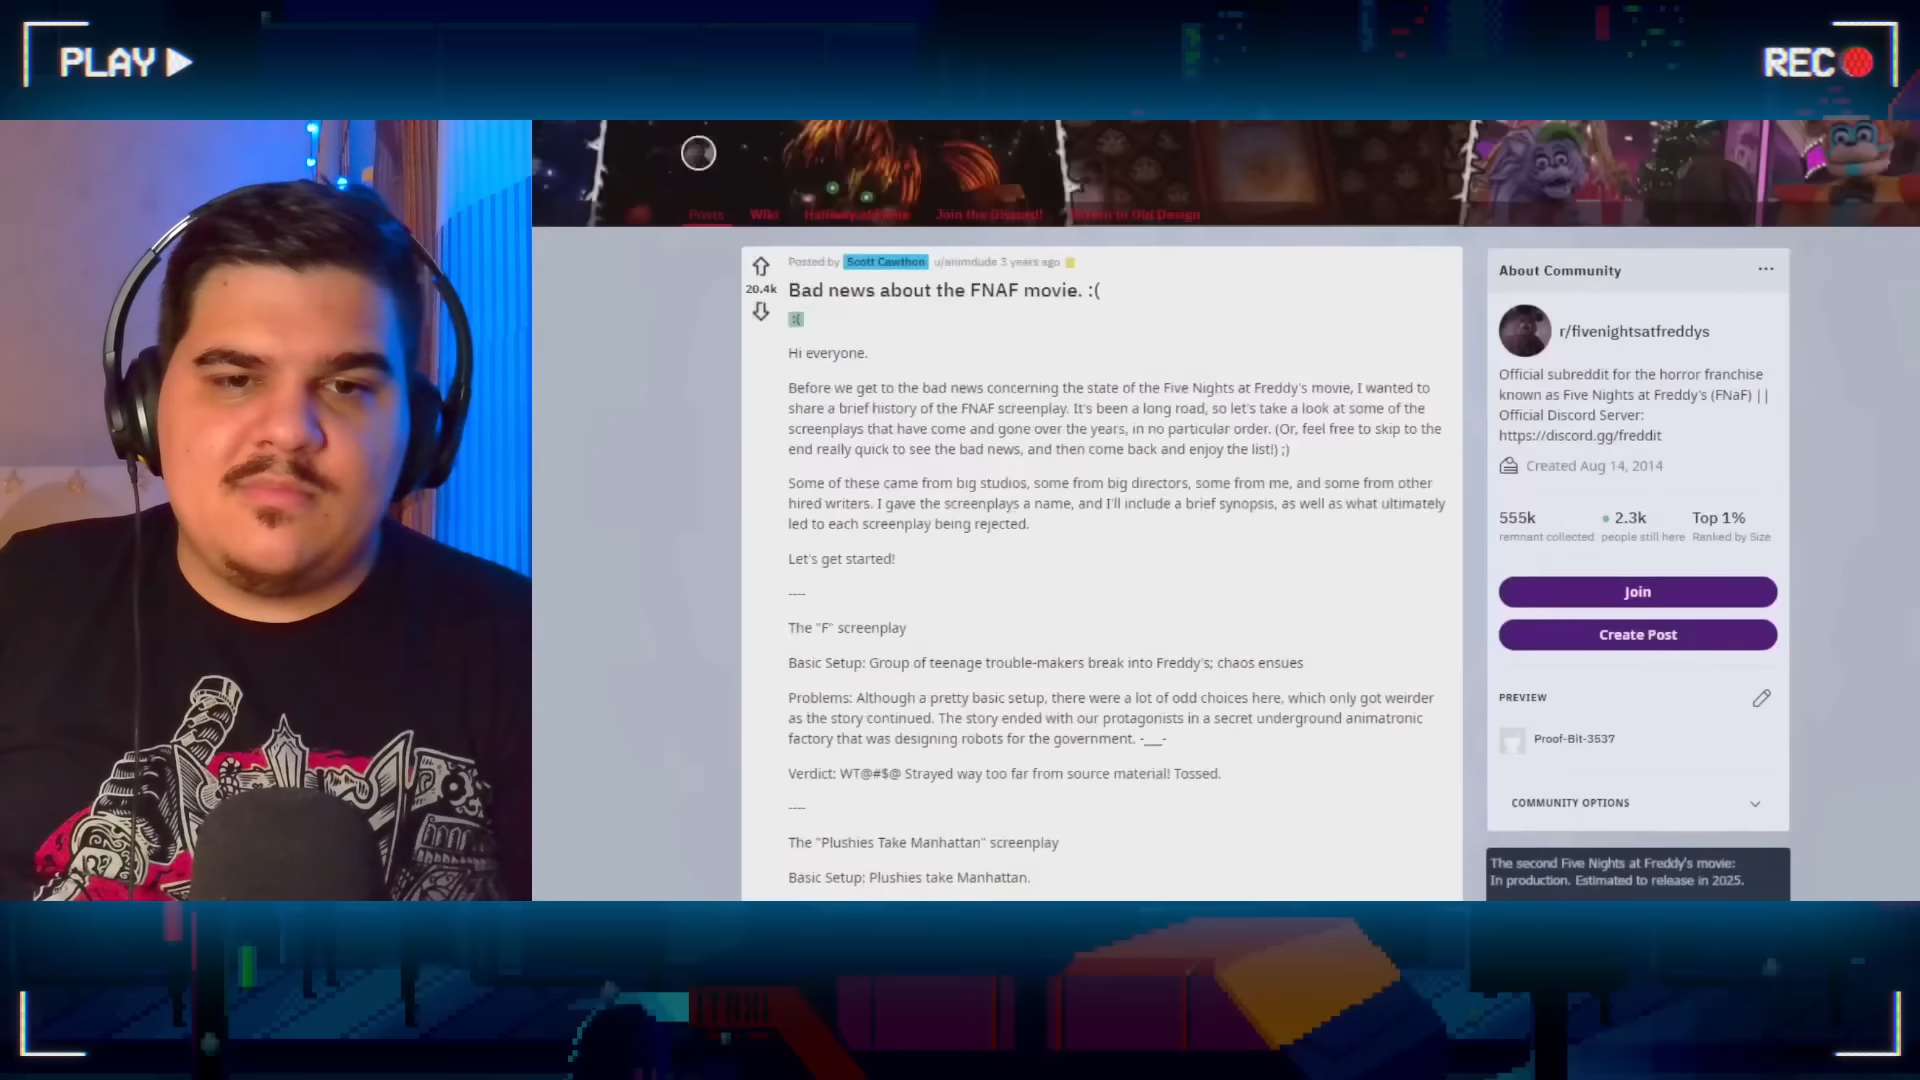 PLAY
REC
Posts Wiki Hallway of Fame Join the Discord! Return to Old Design
Posted by Scott Cawthon u/animdude 3 years ago
20.4k
Bad news about the FNAF movie. :(
:(
Hi everyone.
Before we get to the bad news concerning the state of the Five Nights at Freddy's movie, I wanted to
share a brief history of the FNAF screenplay. It's been a long road, so let's take a look at some of the
screenplays that have come and gone over the years, in no particular order. (Or, feel free to skip to the
end really quick to see the bad news, and then come back and enjoy the list!) ;)
Some of these came from big studios, some from big directors, some from me, and some from other
hired writers. I gave the screenplays a name, and I'll include a brief synopsis, as well as what ultimately
led to each screenplay being rejected.
Let's get started!
----
The "F" screenplay
Basic Setup: Group of teenage trouble-makers break into Freddy's; chaos ensues
Problems: Although a pretty basic setup, there were a lot of odd choices here, which only got weirder
as the story continued. The story ended with our protagonists in a secret underground animatronic
factory that was designing robots for the government. -___-
Verdict: WT@#$@ Strayed way too far from source material! Tossed.
----
The "Plushies Take Manhattan" screenplay
Basic Setup: Plushies take Manhattan.
About Community
r/fivenightsatfreddys
Official subreddit for the horror franchise
known as Five Nights at Freddy's (FNaF) ||
Official Discord Server:
https://discord.gg/freddit
Created Aug 14, 2014
555k 2.3k Top 1%
remnant collected people still here Ranked by Size
Join
Create Post
PREVIEW
Proof-Bit-3537
COMMUNITY OPTIONS
The second Five Nights at Freddy's movie:
In production. Estimated to release in 2025.